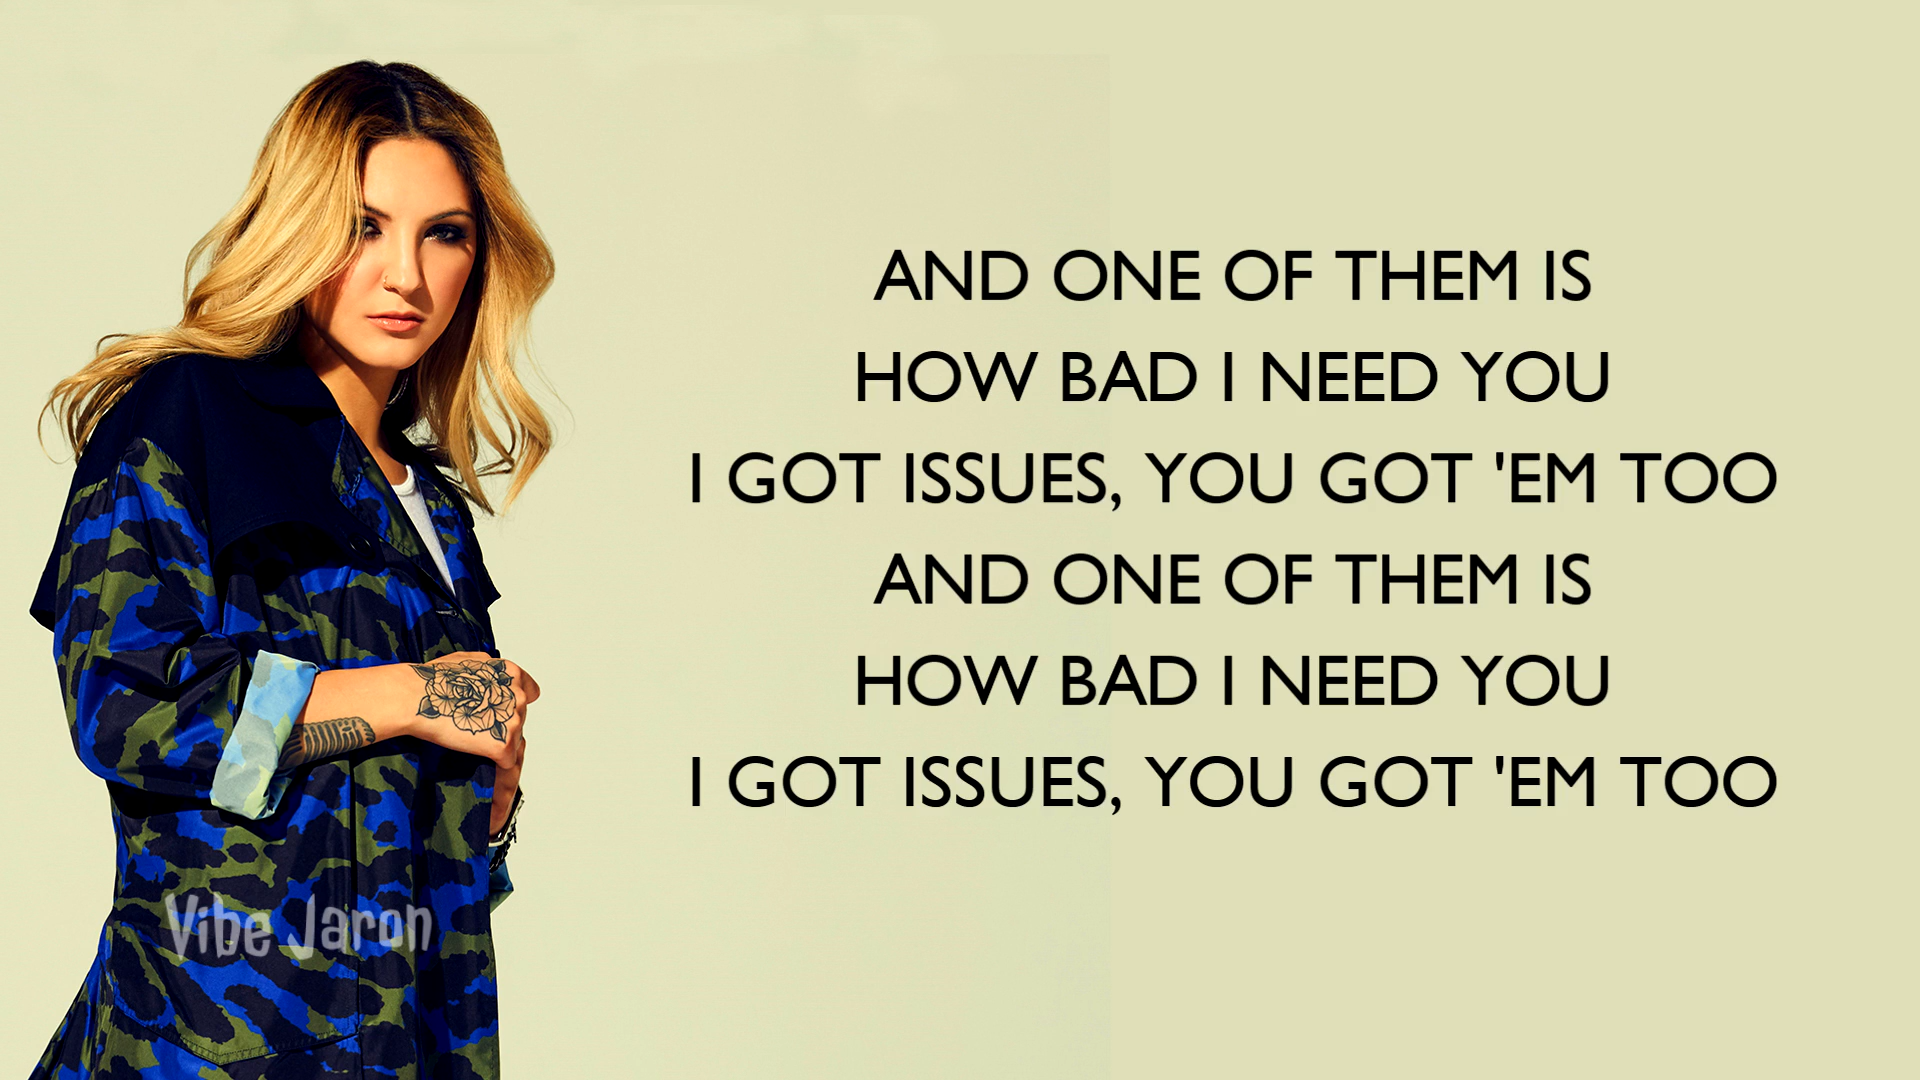 AND ONE OF THEM IS
HOW BAD I NEED YOU
I GOT ISSUES, YOU GOT 'EM TOO
AND ONE OF THEM IS
HOW BAD I NEED YOU
I GOT ISSUES, YOU GOT 'EM TOO
Vibe Jaron